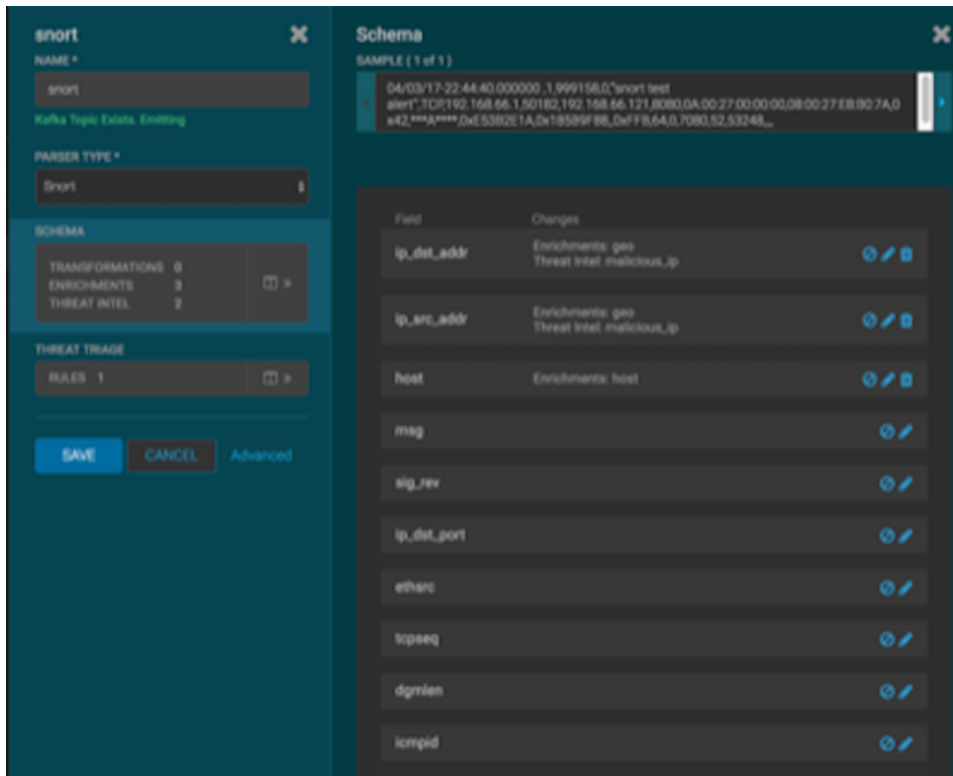 snort
NAME *
snort
Kafka Topic Exists. Emitting
PARSER TYPE *
Snort
SCHEMA
TRANSFORMATIONS 0
ENRICHMENTS 3
THREAT INTEL 2
THREAT TRIAGE
RULES 1
SAVE CANCEL Advanced
Schema
SAMPLE ( 1 of 1 )
04/03/17-22:44:40.000000 ,1,999158,0,"snort test
alert",TCP,192.168.66.1,50182,192.168.66.121,8080,0A:00:27:00:00:00,08:00:27:E8:B0:7A,0
x42,***A****,0xE53B2E1A,0x185B9FBB,,0xFFB,64,0,7080,52,53248,,,,
Field Changes
ip_dst_addr
Enrichments: geo
Threat Intel: malicious_ip
ip_src_addr
Enrichments: geo
Threat Intel: malicious_ip
host Enrichments: host
msg
sig_rev
ip_dst_port
ethsrc
tcpseq
dgmlen
icmpid